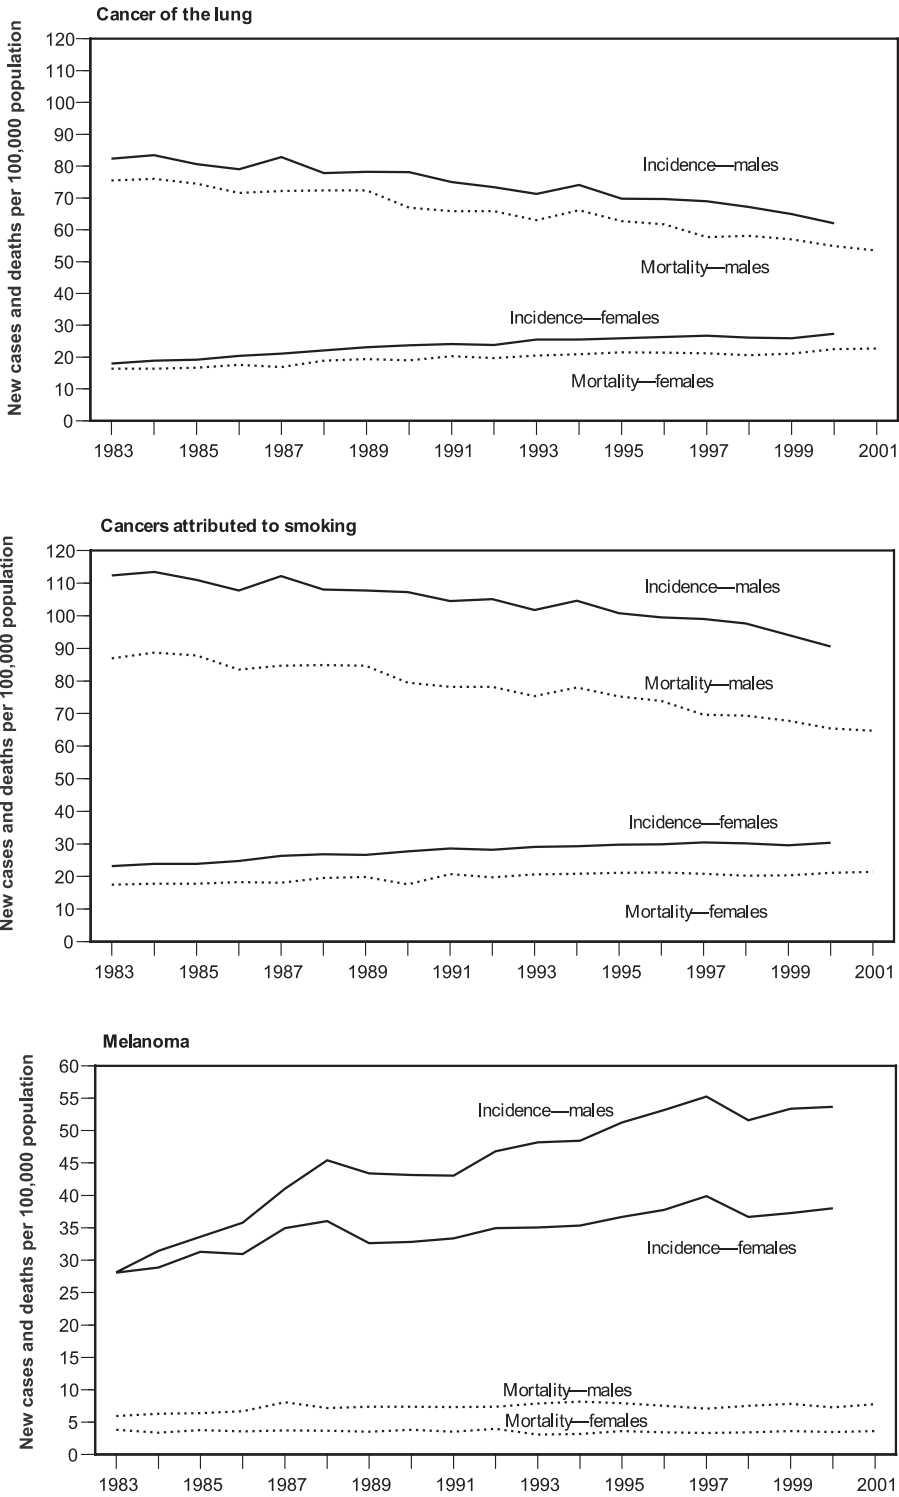 Cancer of the lung
New cases and deaths per 100,000 population
120
110
100
90
80
70
60
50
40
30
20
10
0
Incidence—males
Mortality—males
Incidence—females
Mortality—females
1983 1985 1987 1989 1991 1993 1995 1997 1999 2001
Cancers attributed to smoking
New cases and deaths per 100,000 population
120
110
100
90
80
70
60
50
40
30
20
10
0
Incidence—males
Mortality—males
Incidence—females
Mortality—females
1983 1985 1987 1989 1991 1993 1995 1997 1999 2001
Melanoma
New cases and deaths per 100,000 population
60
55
50
45
40
35
30
25
20
15
10
5
0
Incidence—males
Incidence—females
Mortality—males
Mortality—females
1983 1985 1987 1989 1991 1993 1995 1997 1999 2001